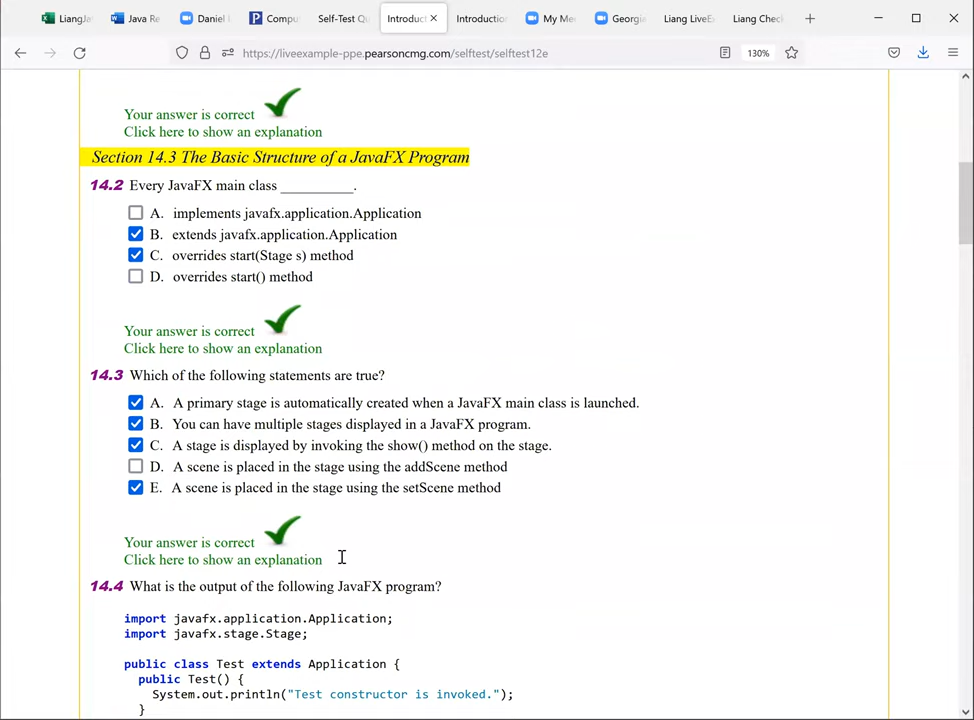 LiangJa
Java Re
Daniel
Compu
Self-Test Qu
Introduct
Introduction
My Me
Georgia
Liang LiveE
Liang Check
https://liveexample-ppe.pearsoncmg.com/selftest/selftest12e
130%
Your answer is correct
Click here to show an explanation
Section 14.3 The Basic Structure of a JavaFX Program
14.2 Every JavaFX main class __________.
A. implements javafx.application.Application
B. extends javafx.application.Application
C. overrides start(Stage s) method
D. overrides start() method
Your answer is correct
Click here to show an explanation
14.3 Which of the following statements are true?
A. A primary stage is automatically created when a JavaFX main class is launched.
B. You can have multiple stages displayed in a JavaFX program.
C. A stage is displayed by invoking the show() method on the stage.
D. A scene is placed in the stage using the addScene method
E. A scene is placed in the stage using the setScene method
Your answer is correct
Click here to show an explanation
14.4 What is the output of the following JavaFX program?
import javafx.application.Application;
import javafx.stage.Stage;
public class Test extends Application {
public Test() {
System.out.println("Test constructor is invoked.");
}